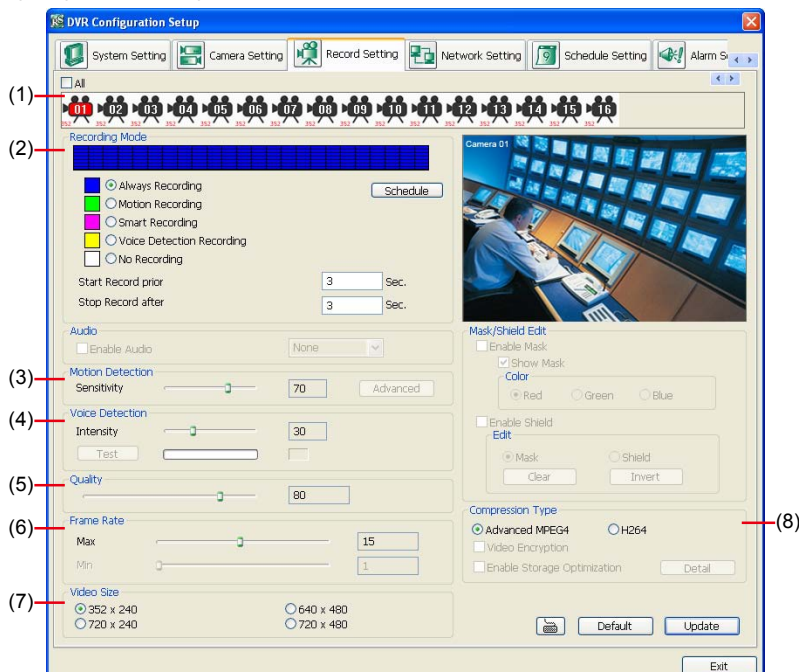 DVR Configuration Setup
System Setting Camera Setting Record Setting Network Setting Schedule Setting Alarm S
All
(1)
01 02 03 04 05 06 07 08 09 10 11 12 13 14 15 16
352 352 352 352 352 352 352 352 352 352 352 352 352 352 352 352
(2)
Recording Mode
Always Recording
Schedule
Motion Recording
Smart Recording
Voice Detection Recording
No Recording
Start Record prior 3 Sec.
Stop Record after 3 Sec.
Camera 01
Audio
Enable Audio None
(3)
Motion Detection
Sensitivity 70 Advanced
(4)
Voice Detection
Intensity 30
Test
(5)
Quality
80
(6)
Frame Rate
Max 15
Min 1
(7)
Video Size
352 x 240 640 x 480
720 x 240 720 x 480
Mask/Shield Edit
Enable Mask
Show Mask
Color
Red Green Blue
Enable Shield
Edit
Mask Shield
Clear Invert
Compression Type
(8)
Advanced MPEG4 H264
Video Encryption
Enable Storage Optimization Detail
Default Update
Exit